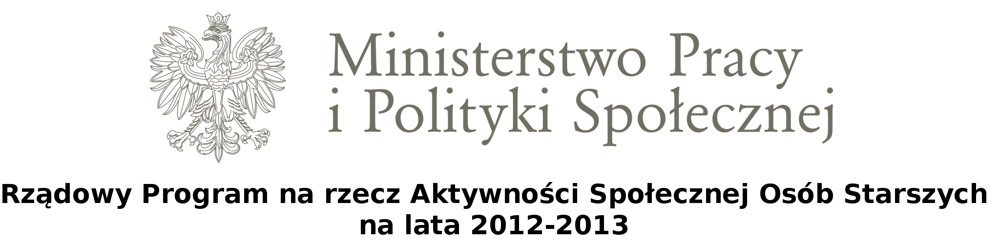 Ministerstwo Pracy
i Polityki Społecznej
Rządowy Program na rzecz Aktywności Społecznej Osób Starszych
na lata 2012-2013